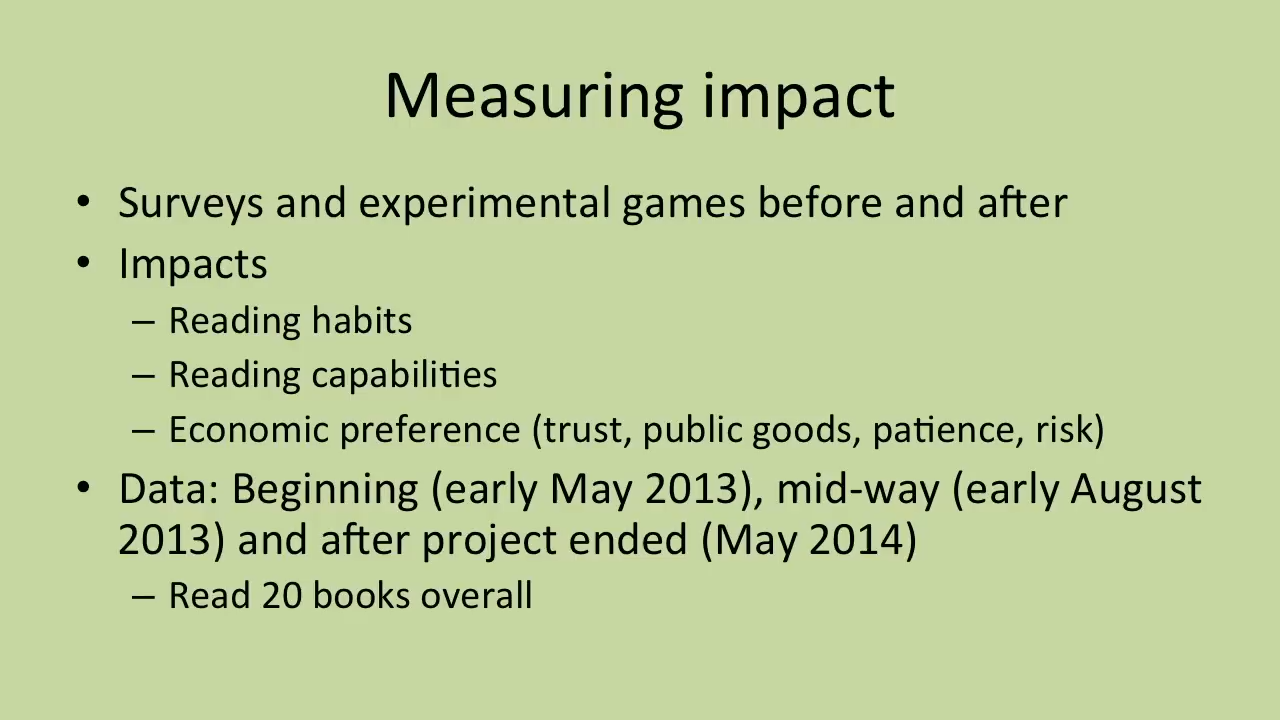 Measuring impact
• Surveys and experimental games before and after
• Impacts
– Reading habits
– Reading capabilities
– Economic preference (trust, public goods, patience, risk)
• Data: Beginning (early May 2013), mid-way (early August
2013) and after project ended (May 2014)
– Read 20 books overall